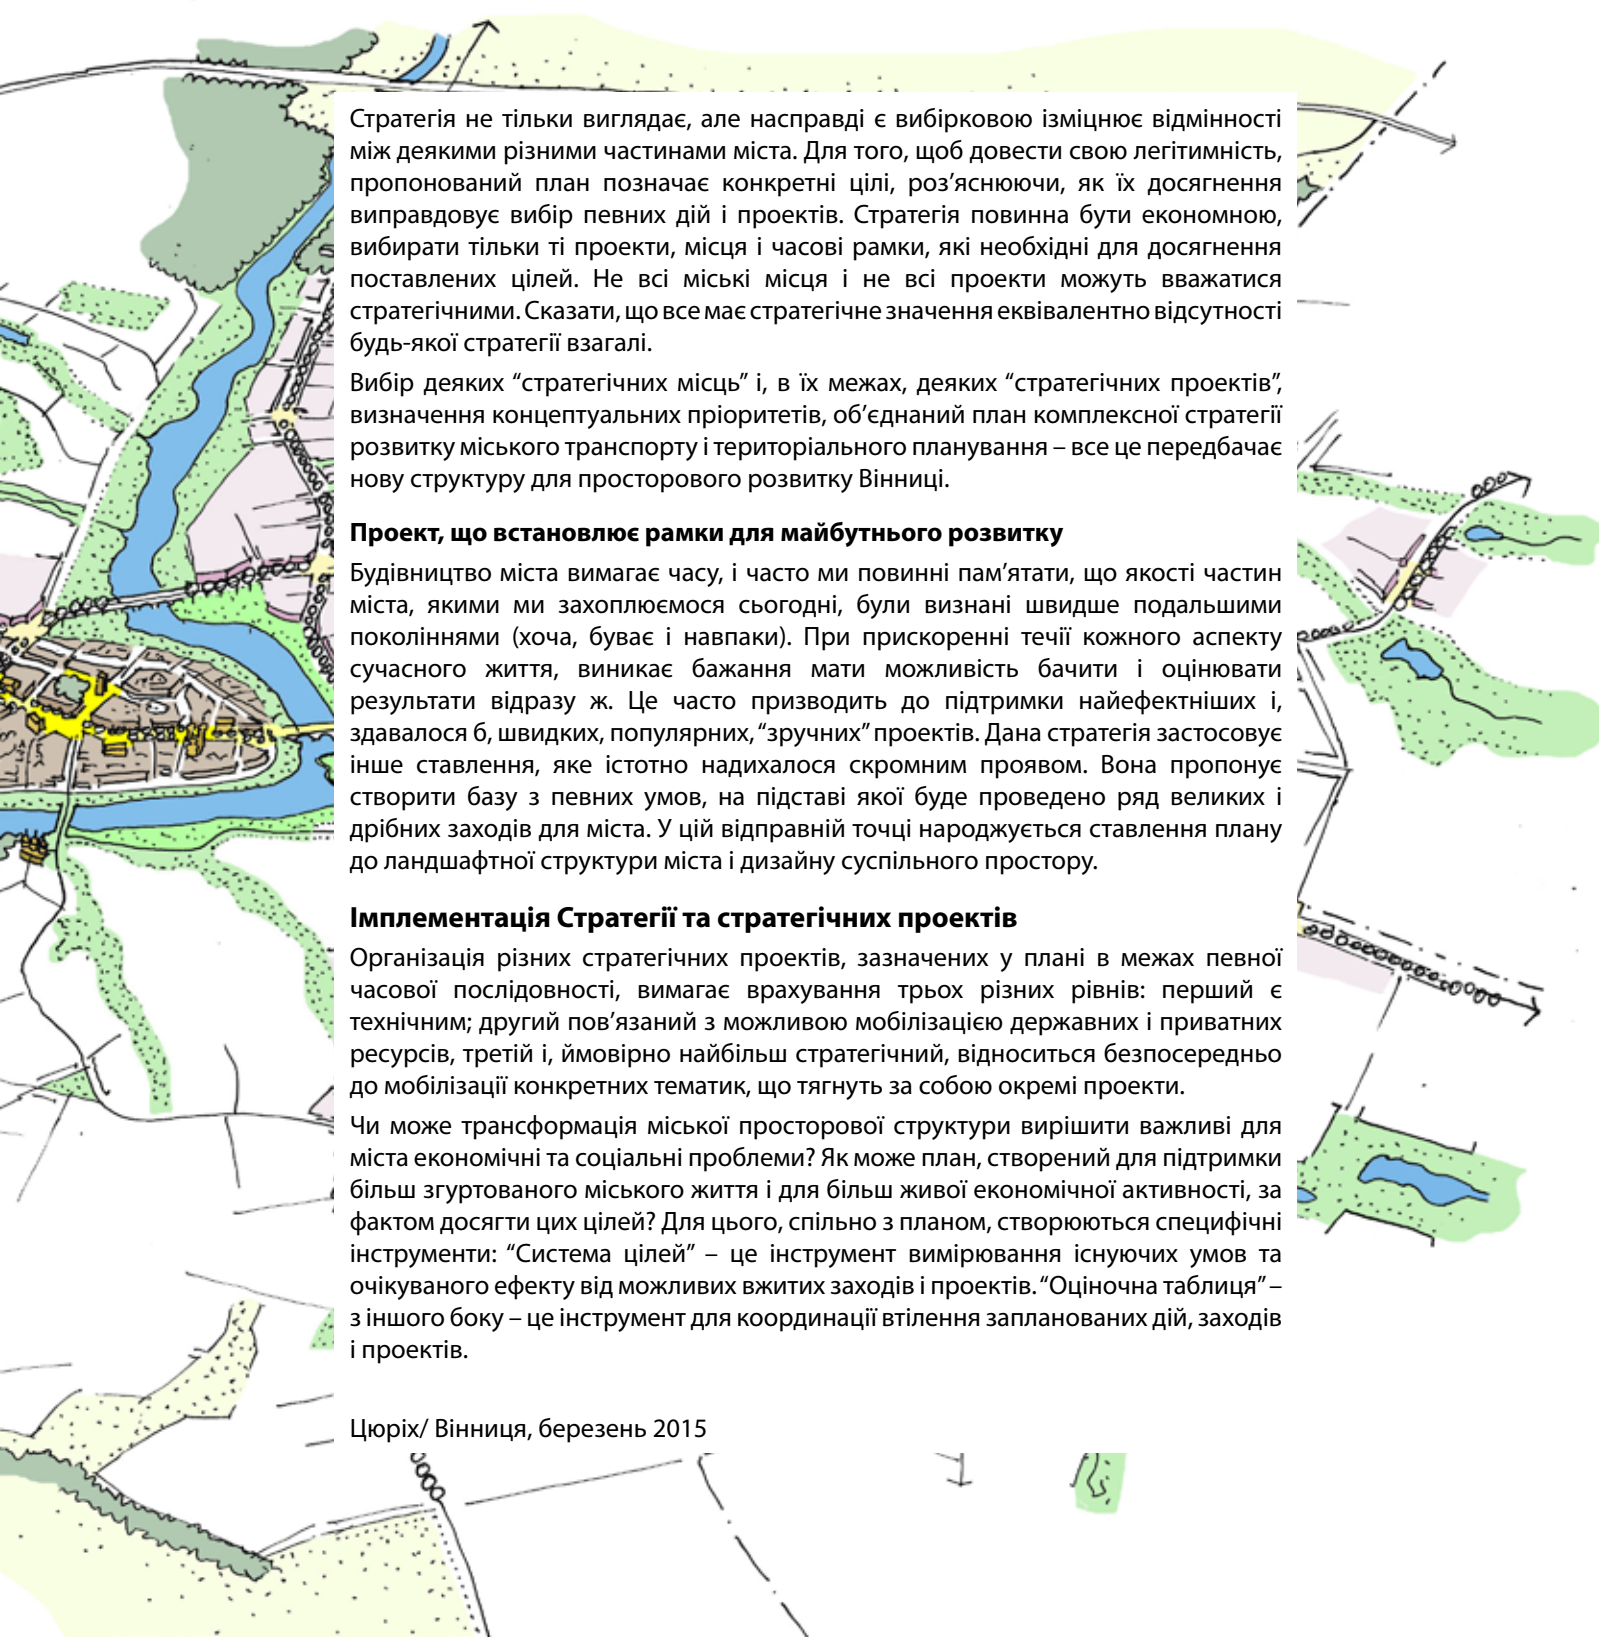 Стратегія не тільки виглядає, але насправді є вибірковою ізміцнює відмінності
між деякими різними частинами міста. Для того, щоб довести свою легітимність,
пропонований план позначає конкретні цілі, роз’яснюючи, як їх досягнення
виправдовує вибір певних дій і проектів. Стратегія повинна бути економною,
вибирати тільки ті проекти, місця і часові рамки, які необхідні для досягнення
поставлених цілей. Не всі міські місця і не всі проекти можуть вважатися
стратегічними. Сказати, що все має стратегічне значення еквівалентно відсутності
будь-якої стратегії взагалі.
Вибір деяких “стратегічних місць” і, в їх межах, деяких “стратегічних проектів”,
визначення концептуальних пріоритетів, об’єднаний план комплексної стратегії
розвитку міського транспорту і територіального планування – все це передбачає
нову структуру для просторового розвитку Вінниці.
Проект, що встановлює рамки для майбутнього розвитку
Будівництво міста вимагає часу, і часто ми повинні пам’ятати, що якості частин
міста, якими ми захоплюємося сьогодні, були визнані швидше подальшими
поколіннями (хоча, буває і навпаки). При прискоренні течії кожного аспекту
сучасного життя, виникає бажання мати можливість бачити і оцінювати
результати відразу ж. Це часто призводить до підтримки найефектніших і,
здавалося б, швидких, популярних, “зручних” проектів. Дана стратегія застосовує
інше ставлення, яке істотно надихалося скромним проявом. Вона пропонує
створити базу з певних умов, на підставі якої буде проведено ряд великих і
дрібних заходів для міста. У цій відправній точці народжується ставлення плану
до ландшафтної структури міста і дизайну суспільного простору.
Імплементація Стратегії та стратегічних проектів
Організація різних стратегічних проектів, зазначених у плані в межах певної
часової послідовності, вимагає врахування трьох різних рівнів: перший є
технічним; другий пов’язаний з можливою мобілізацією державних і приватних
ресурсів, третій і, ймовірно найбільш стратегічний, відноситься безпосередньо
до мобілізації конкретних тематик, що тягнуть за собою окремі проекти.
Чи може трансформація міської просторової структури вирішити важливі для
міста економічні та соціальні проблеми? Як може план, створений для підтримки
більш згуртованого міського життя і для більш живої економічної активності, за
фактом досягти цих цілей? Для цього, спільно з планом, створюються специфічні
інструменти: “Система цілей” – це інструмент вимірювання існуючих умов та
очікуваного ефекту від можливих вжитих заходів і проектів. “Оціночна таблиця” –
з іншого боку – це інструмент для координації втілення запланованих дій, заходів
і проектів.
Цюріх/ Вінниця, березень 2015